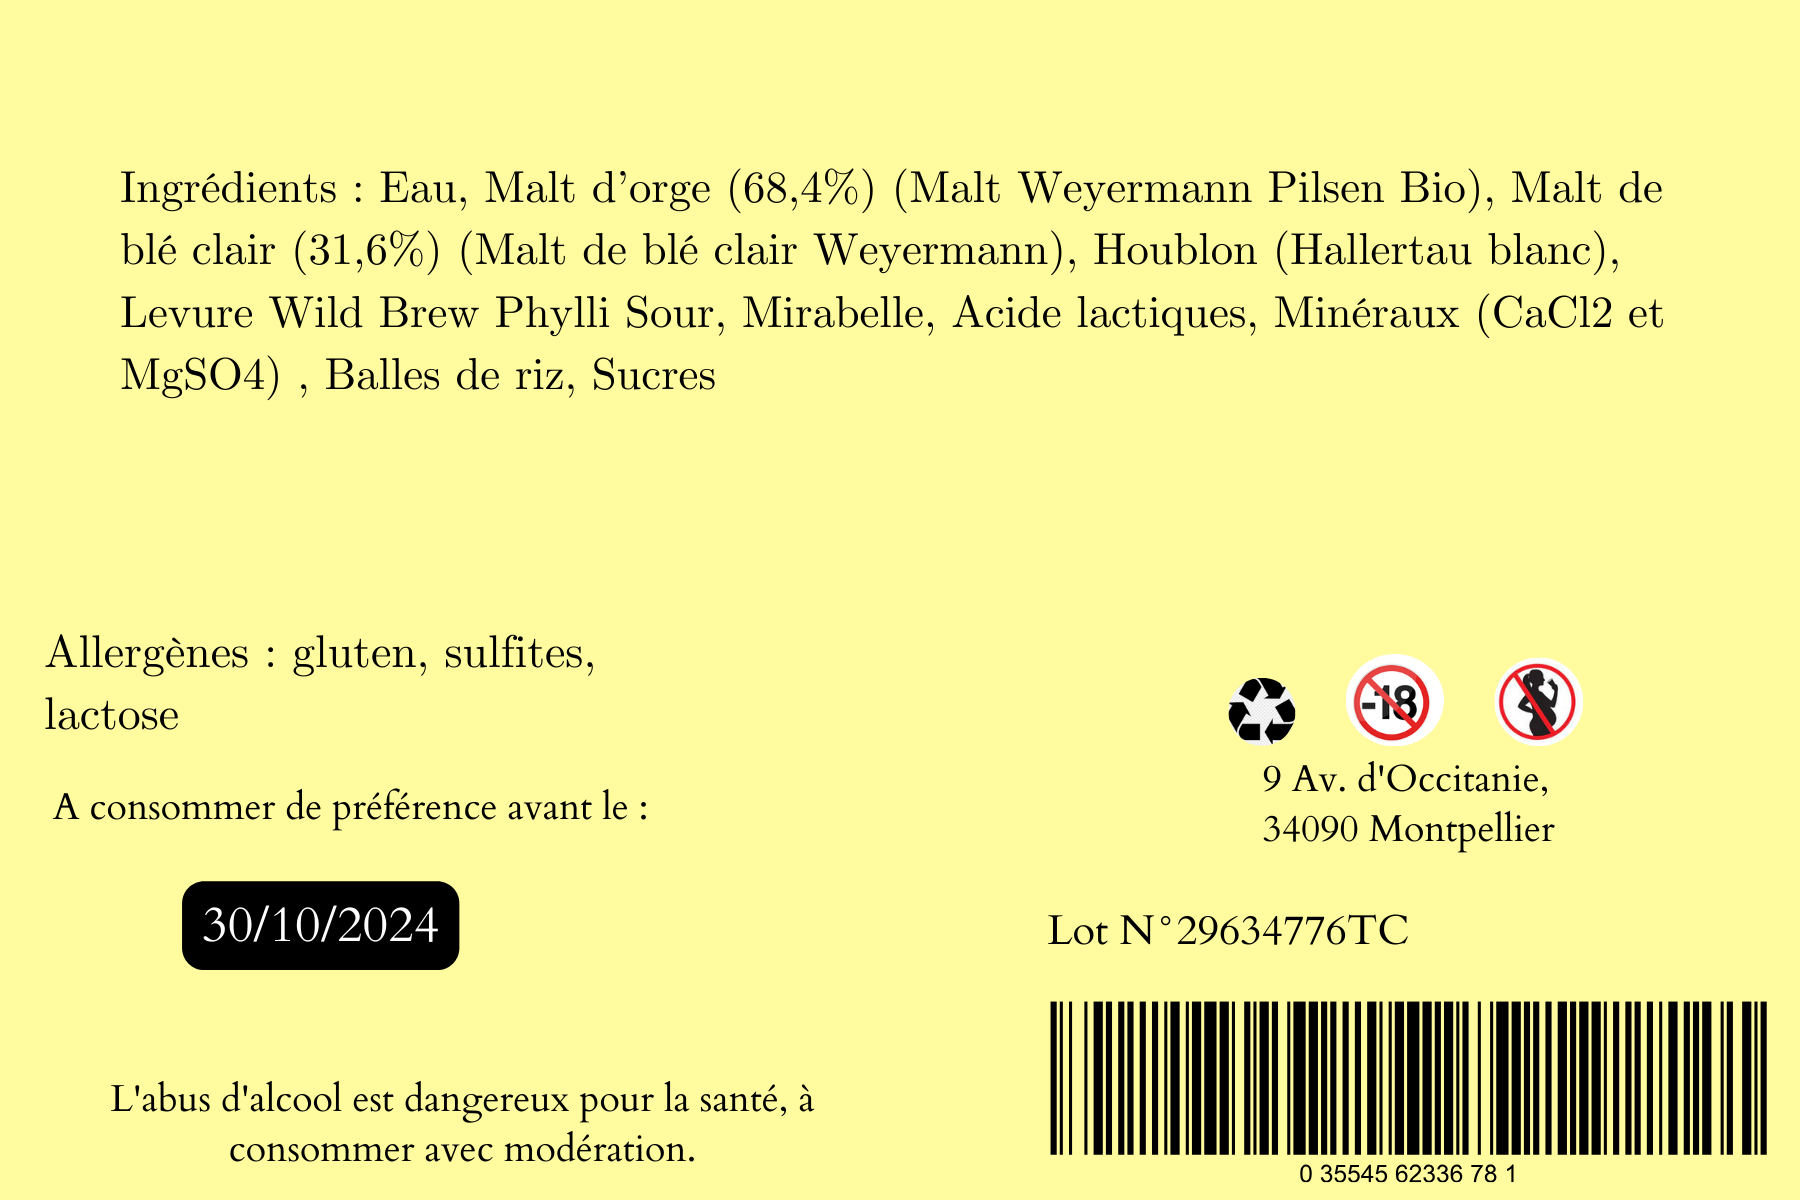 Ingrédients : Eau, Malt d’orge (68,4%) (Malt Weyermann Pilsen Bio), Malt de
blé clair (31,6%) (Malt de blé clair Weyermann), Houblon (Hallertau blanc),
Levure Wild Brew Phylli Sour, Mirabelle, Acide lactiques, Minéraux (CaCl2 et
MgSO4) , Balles de riz, Sucres
Allergènes : gluten, sulfites,
lactose
A consommer de préférence avant le :
30/10/2024
L'abus d'alcool est dangereux pour la santé, à
consommer avec modération.
-18
9 Av. d'Occitanie,
34090 Montpellier
Lot N°29634776TC
0 35545 62336 78 1